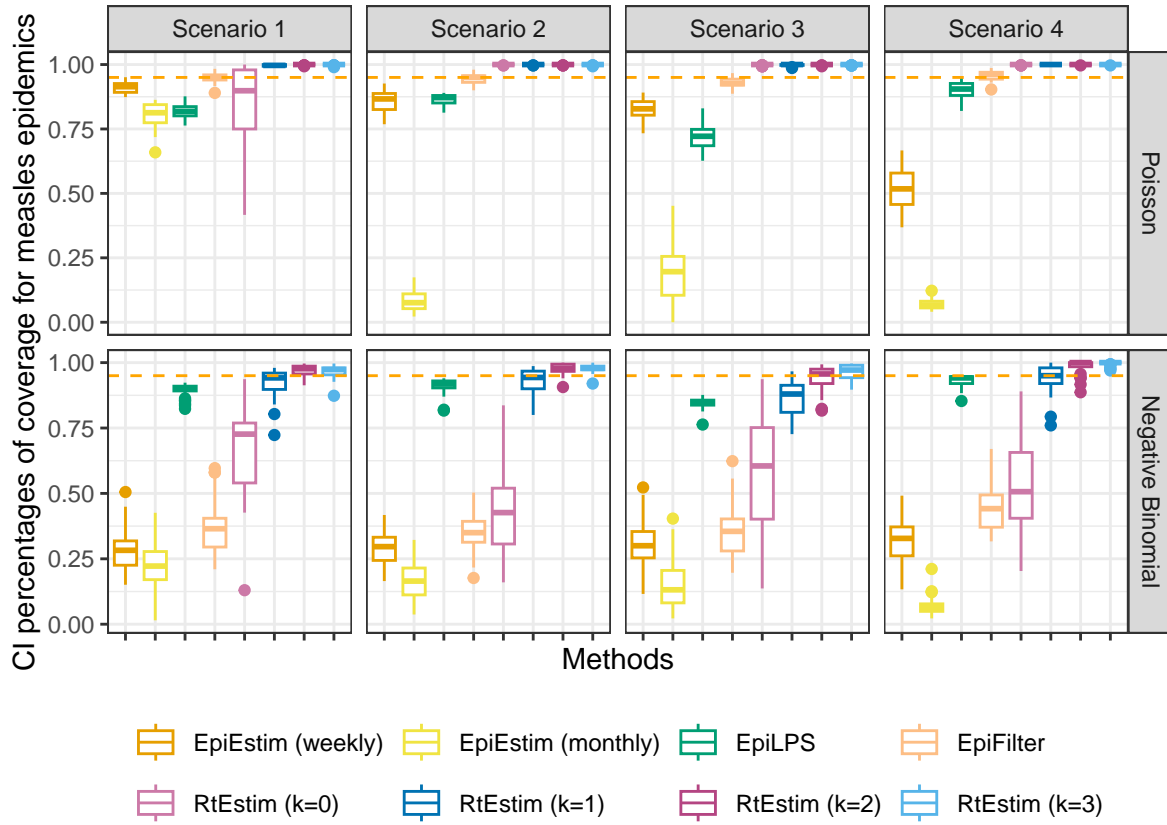 Scenario 1
Scenario 2
Scenario 3
Scenario 4
CI percentages of coverage for measles epidemics
1.00
0.75
0.50
0.25
0.00
Poisson
1.00
0.75
0.50
0.25
0.00
Negative Binomial
Methods
EpiEstim (weekly)
EpiEstim (monthly)
EpiLPS
EpiFilter
RtEstim (k=0)
RtEstim (k=1)
RtEstim (k=2)
RtEstim (k=3)